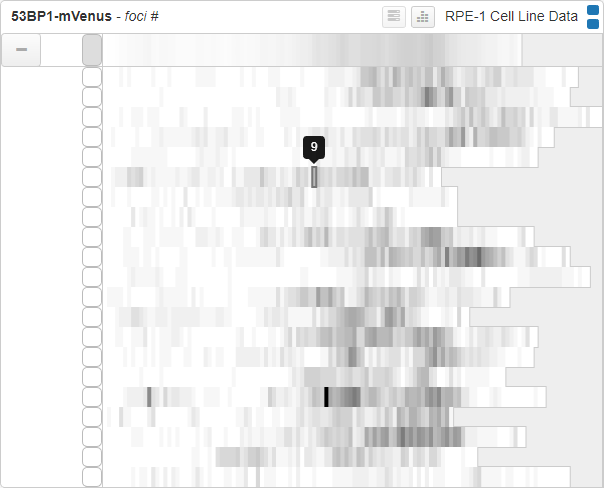 53BP1-mVenus - foci #
RPE-1 Cell Line Data
9